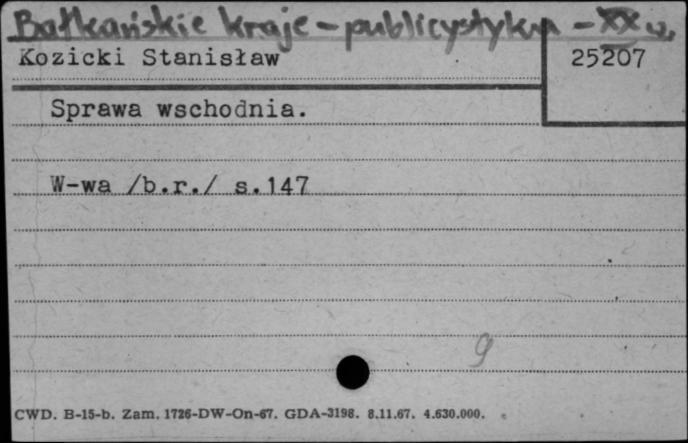 Bałkańskie kraje - publicystyka - XX w.
Kozicki Stanisław 25207
Sprawa wschodnia.
W-wa /b.r./ s.147
9
CWD. B-15-b. Zam. 1726-DW-On-67. GDA-3198. 8.11.67. 4.630.000.